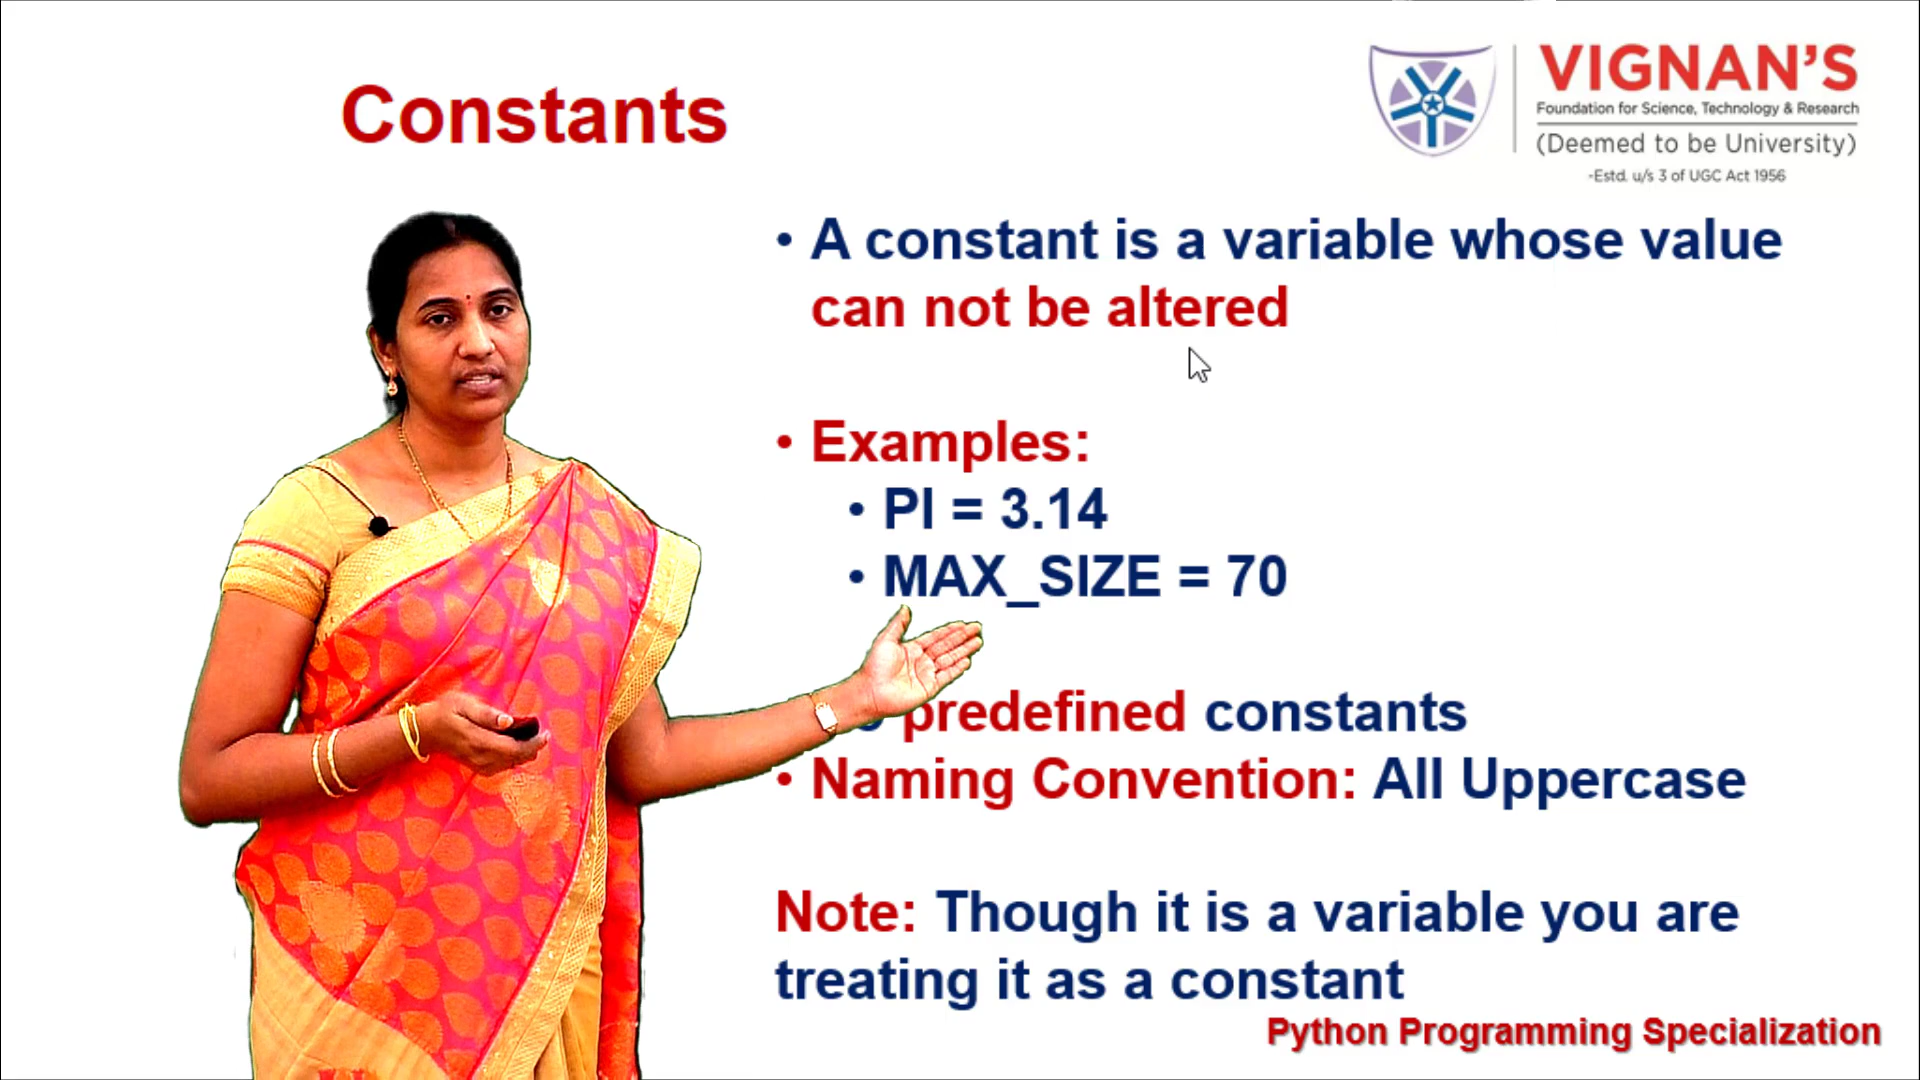 Constants
VIGNAN'S
Foundation for Science, Technology & Research
(Deemed to be University)
-Estd. u/s 3 of UGC Act 1956
• A constant is a variable whose value
can not be altered
• Examples:
• PI = 3.14
• MAX_SIZE = 70
predefined constants
• Naming Convention: All Uppercase
Note: Though it is a variable you are
treating it as a constant
Python Programming Specialization